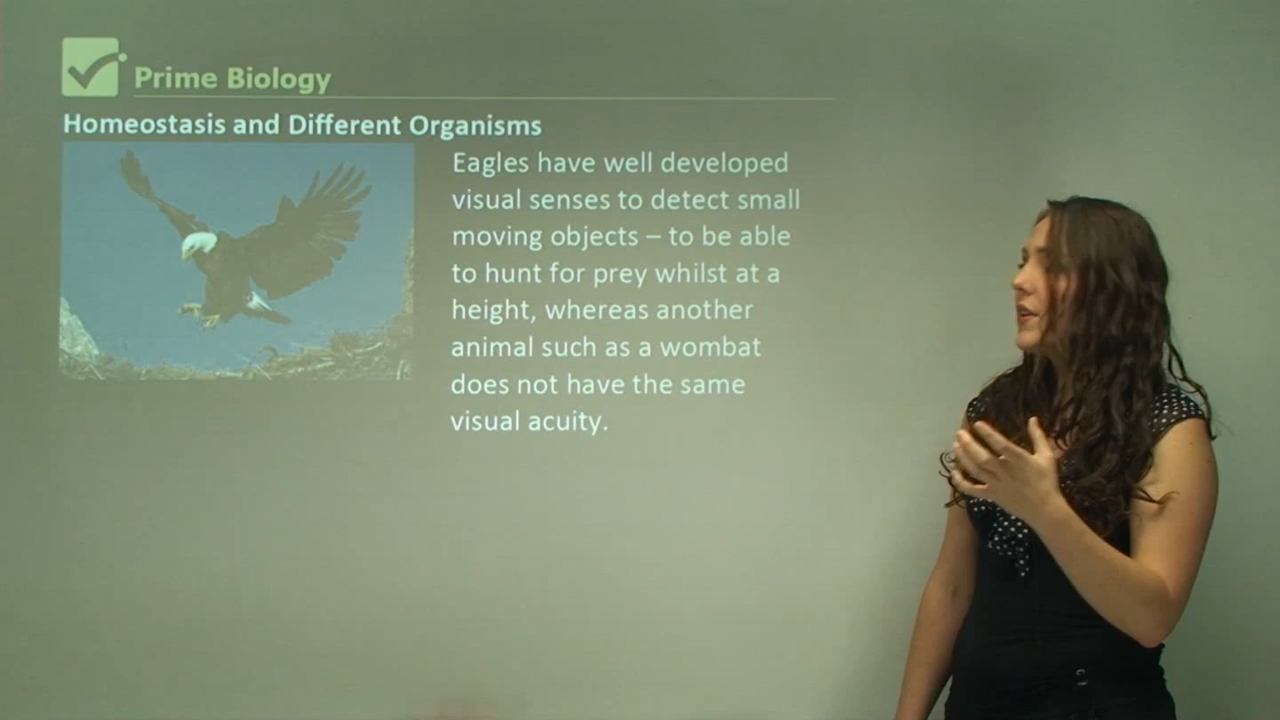 Prime Biology
Homeostasis and Different Organisms
Eagles have well developed
visual senses to detect small
moving objects – to be able
to hunt for prey whilst at a
height, whereas another
animal such as a wombat
does not have the same
visual acuity.